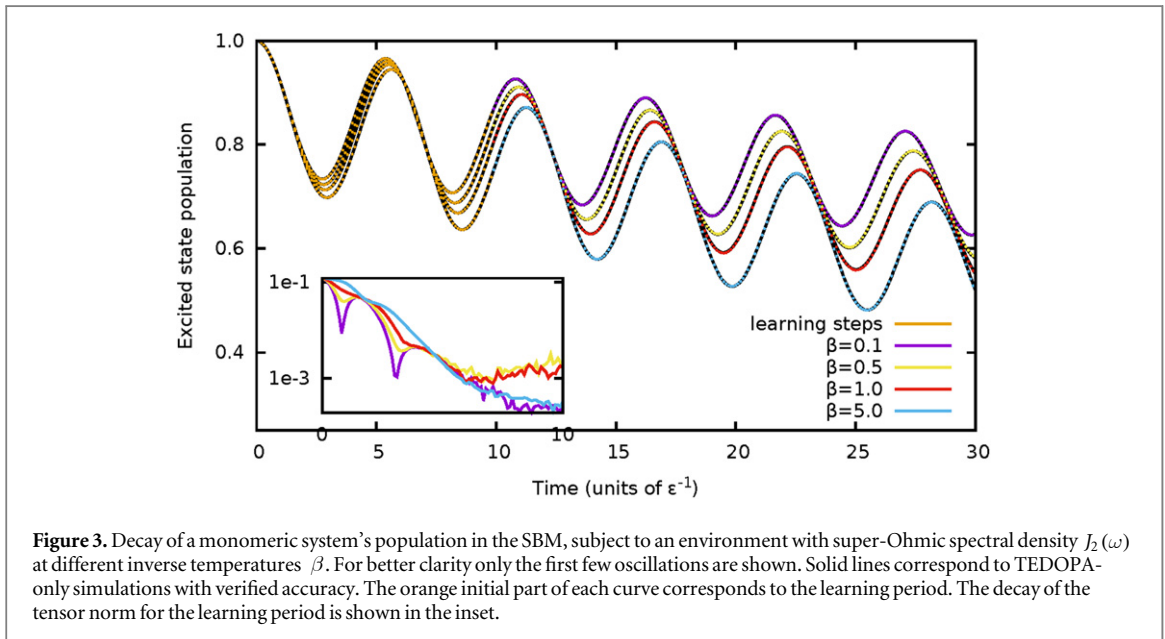 1.0
0.8
0.6
0.4
Excited state population
1e-1
1e-3
0 10
learning steps
β=0.1
β=0.5
β=1.0
β=5.0
0 5 10 15 20 25 30
Time (units of ε⁻¹)
Figure 3. Decay of a monomeric system's population in the SBM, subject to an environment with super-Ohmic spectral density J₂(ω)
at different inverse temperatures β. For better clarity only the first few oscillations are shown. Solid lines correspond to TEDOPA-
only simulations with verified accuracy. The orange initial part of each curve corresponds to the learning period. The decay of the
tensor norm for the learning period is shown in the inset.